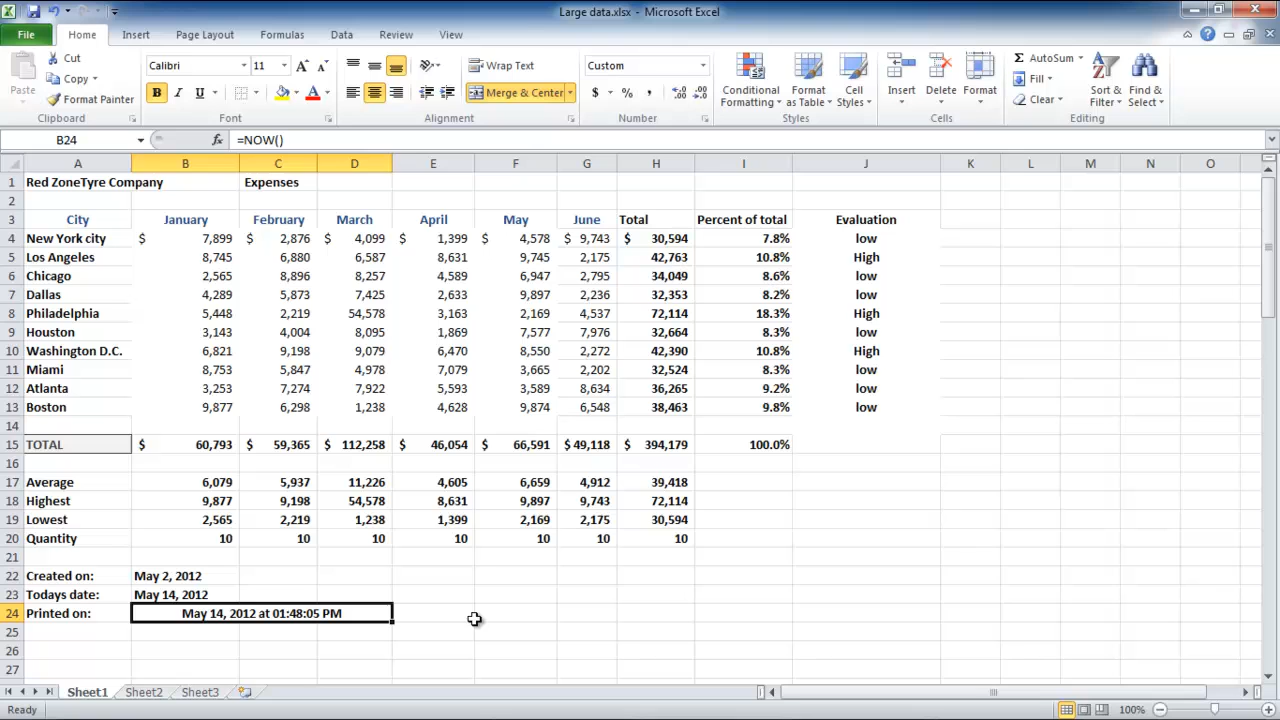 Large data.xlsx - Microsoft Excel
File Home Insert Page Layout Formulas Data Review View
Paste
Cut
Copy
Format Painter
Clipboard
Calibri 11 A A
B I U A
Font
Wrap Text
Merge & Center
Alignment
Custom
$ % , .0 .00 .00 .0
Number
Conditional Formatting
Format as Table
Cell Styles
Styles
Insert Delete Format
Cells
Σ AutoSum
Fill
Clear
Sort & Filter
Find & Select
Editing
B24 fx =NOW()
A B C D E F G H I J K L M N O
1 Red ZoneTyre Company Expenses
2
3 City January February March April May June Total Percent of total Evaluation
4 New York city $ 7,899 $ 2,876 $ 4,099 $ 1,399 $ 4,578 $ 9,743 $ 30,594 7.8% low
5 Los Angeles 8,745 6,880 6,587 8,631 9,745 2,175 42,763 10.8% High
6 Chicago 2,565 8,896 8,257 4,589 6,947 2,795 34,049 8.6% low
7 Dallas 4,289 5,873 7,425 2,633 9,897 2,236 32,353 8.2% low
8 Philadelphia 5,448 2,219 54,578 3,163 2,169 4,537 72,114 18.3% High
9 Houston 3,143 4,004 8,095 1,869 7,577 7,976 32,664 8.3% low
10 Washington D.C. 6,821 9,198 9,079 6,470 8,550 2,272 42,390 10.8% High
11 Miami 8,753 5,847 4,978 7,079 3,665 2,202 32,524 8.3% low
12 Atlanta 3,253 7,274 7,922 5,593 3,589 8,634 36,265 9.2% low
13 Boston 9,877 6,298 1,238 4,628 9,874 6,548 38,463 9.8% low
14
15 TOTAL $ 60,793 $ 59,365 $ 112,258 $ 46,054 $ 66,591 $ 49,118 $ 394,179 100.0%
16
17 Average 6,079 5,937 11,226 4,605 6,659 4,912 39,418
18 Highest 9,877 9,198 54,578 8,631 9,897 9,743 72,114
19 Lowest 2,565 2,219 1,238 1,399 2,169 2,175 30,594
20 Quantity 10 10 10 10 10 10 10
21
22 Created on: May 2, 2012
23 Todays date: May 14, 2012
24 Printed on: May 14, 2012 at 01:48:05 PM
25
26
27
Sheet1 Sheet2 Sheet3
Ready 100%